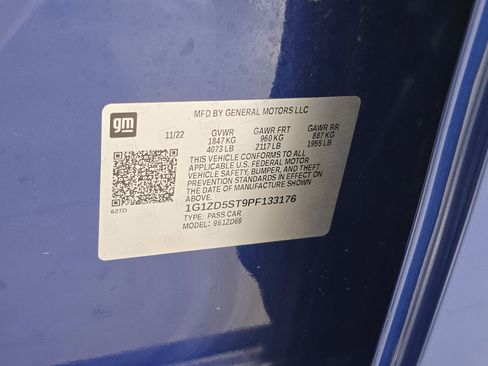 gm
MFD BY GENERAL MOTORS LLC
11/22 GVWR GAWR FRT GAWR RR
1847 KG 960 KG 887 KG
4073 LB 2117 LB 1955 LB
THIS VEHICLE CONFORMS TO ALL
APPLICABLE U.S. FEDERAL MOTOR
VEHICLE SAFETY, BUMPER, AND THEFT
PREVENTION STANDARDS IN EFFECT ON
THE DATE OF MANUFACTURE SHOWN ABOVE.
627D
1G1ZD5ST9PF133176
TYPE: PASS CAR
MODEL: 961ZD69